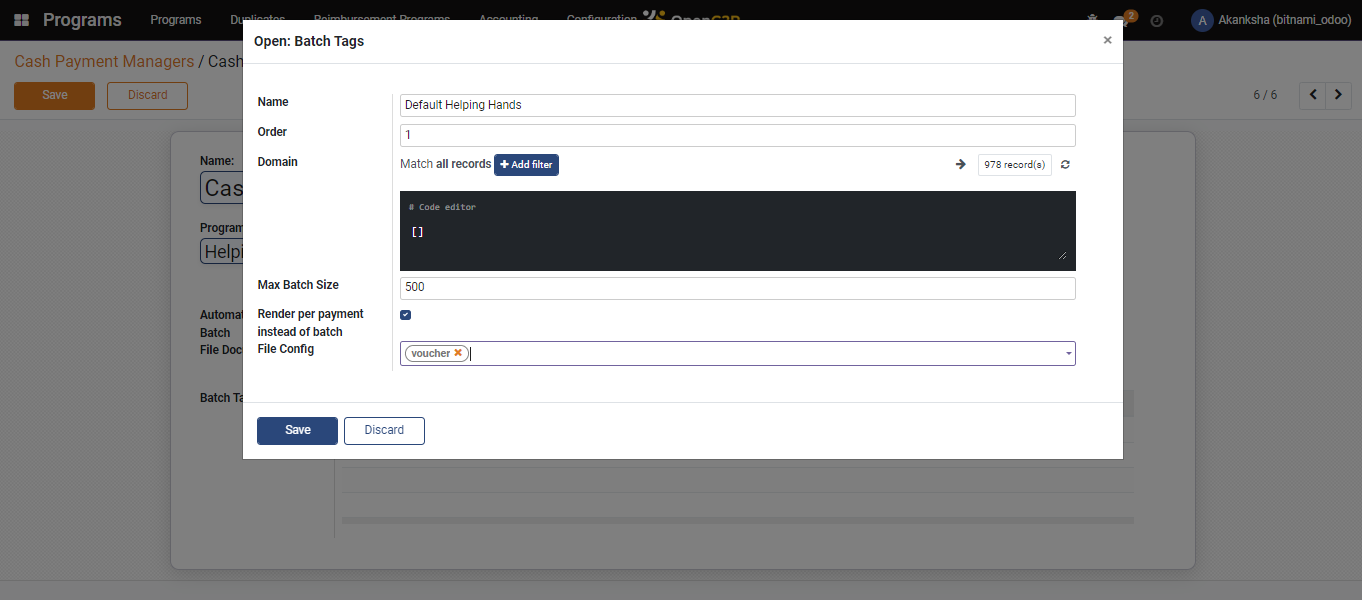 Programs Programs Duplicates Reimbursement Programs Accounting Configuration OpenG2P 2 A Akanksha (bitnami_odoo)
Open: Batch Tags ×
Cash Payment Managers / Cash
Save Discard 6 / 6
Name Default Helping Hands
Order 1
Domain Match all records + Add filter 978 record(s)
# Code editor
[]
Max Batch Size 500
Render per payment
instead of batch
File Config voucher
Save Discard
Name:
Cas
Program
Helpi
Automat
Batch
File Doc
Batch Ta